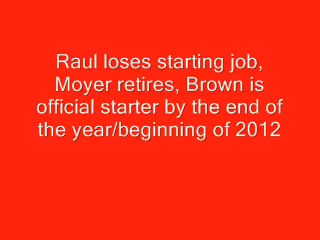 Raul loses starting job,
Moyer retires, Brown is
official starter by the end of
the year/beginning of 2012